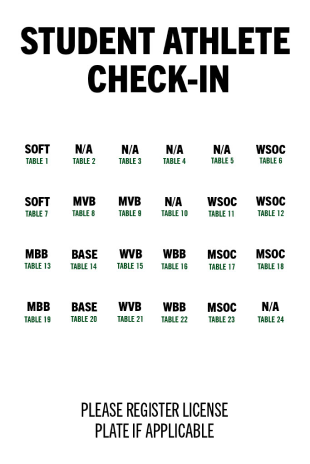 STUDENT ATHLETE
CHECK-IN
SOFT N/A N/A N/A N/A WSOC
TABLE 1 TABLE 2 TABLE 3 TABLE 4 TABLE 5 TABLE 6
SOFT MVB MVB N/A WSOC WSOC
TABLE 7 TABLE 8 TABLE 9 TABLE 10 TABLE 11 TABLE 12
MBB BASE WVB WBB MSOC MSOC
TABLE 13 TABLE 14 TABLE 15 TABLE 16 TABLE 17 TABLE 18
MBB BASE WVB WBB MSOC N/A
TABLE 19 TABLE 20 TABLE 21 TABLE 22 TABLE 23 TABLE 24
PLEASE REGISTER LICENSE
PLATE IF APPLICABLE